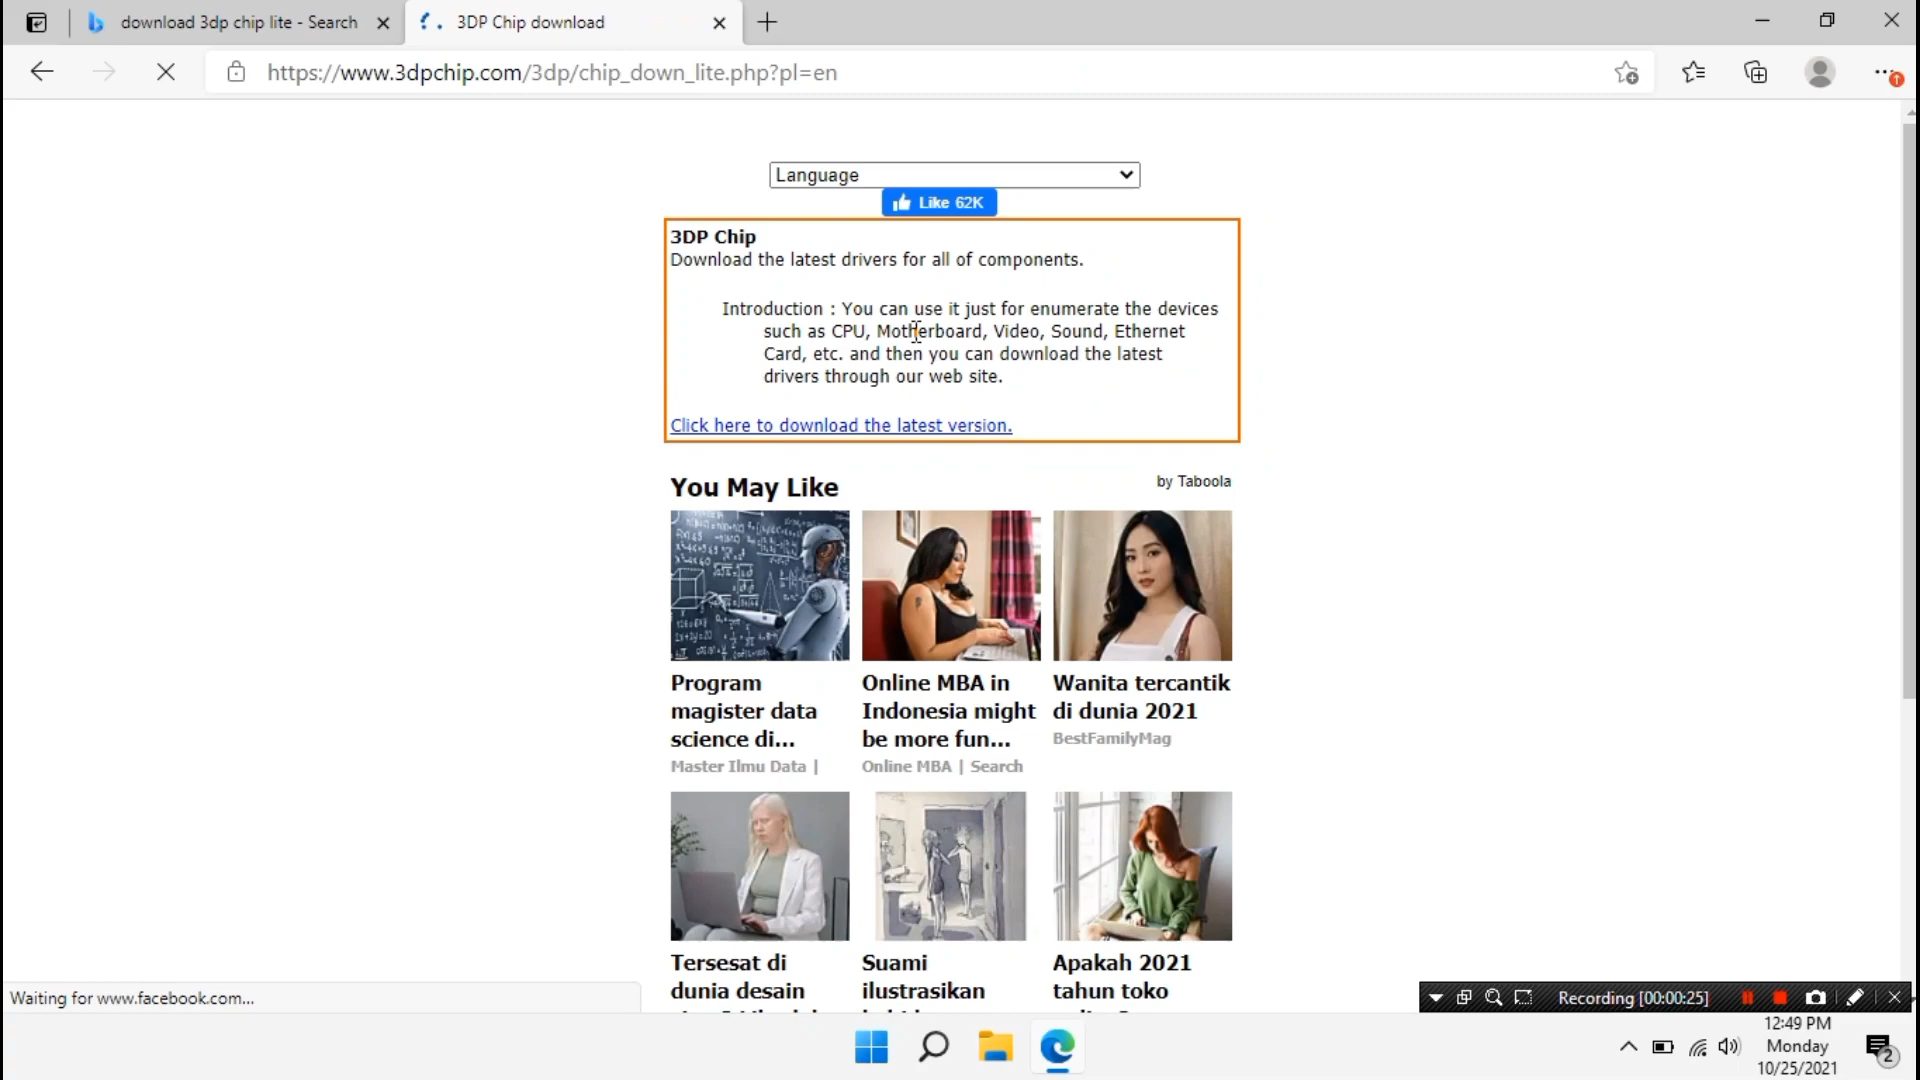 download 3dp chip lite - Search
3DP Chip download
https://www.3dpchip.com/3dp/chip_down_lite.php?pl=en
Language
Like 62K
3DP Chip
Download the latest drivers for all of components.
Introduction : You can use it just for enumerate the devices
such as CPU, Motherboard, Video, Sound, Ethernet
Card, etc. and then you can download the latest
drivers through our web site.
Click here to download the latest version.
You May Like
by Taboola
Program
magister data
science di...
Master Ilmu Data |
Online MBA in
Indonesia might
be more fun...
Online MBA | Search
Wanita tercantik
di dunia 2021
BestFamilyMag
Tersesat di
dunia desain
Suami
ilustrasikan
Apakah 2021
tahun toko
Waiting for www.facebook.com...
Recording [00:00:25]
12:49 PM
Monday
10/25/2021
2